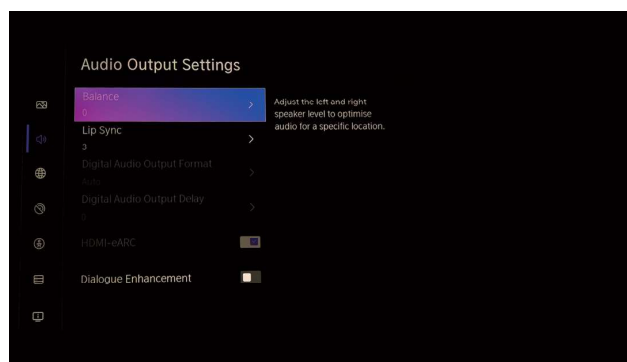 Audio Output Settings
Balance
0
Adjust the left and right
speaker level to optimise
audio for a specific location.
Lip Sync
3
Digital Audio Output Format
Auto
Digital Audio Output Delay
0
HDMI-eARC
Dialogue Enhancement